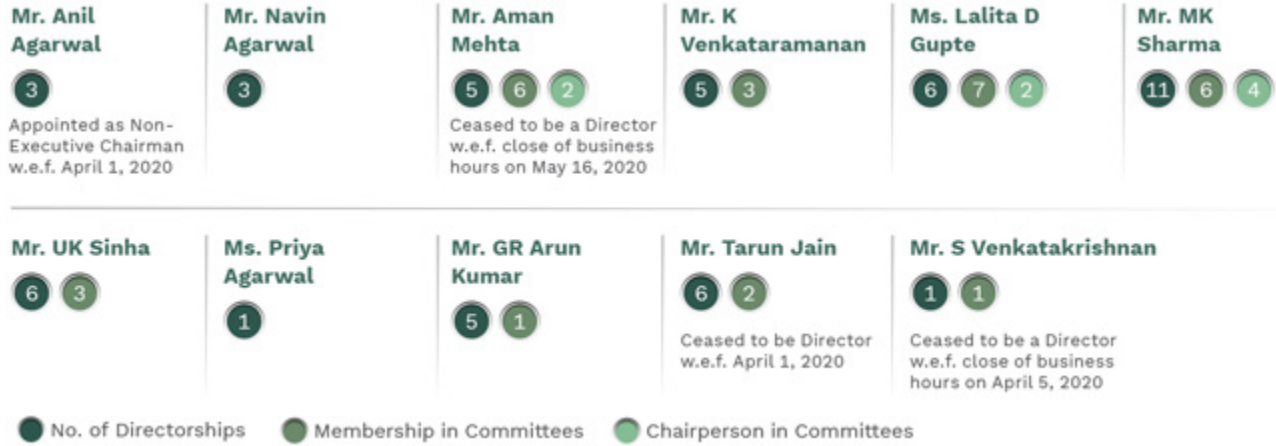 Mr. Anil
Agarwal
3
Appointed as Non-
Executive Chairman
w.e.f. April 1, 2020
Mr. Navin
Agarwal
3
Mr. Aman
Mehta
5 6 2
Ceased to be a Director
w.e.f. close of business
hours on May 16, 2020
Mr. K
Venkataramanan
5 3
Ms. Lalita D
Gupte
6 7 2
Mr. MK
Sharma
11 6 4
Mr. UK Sinha
6 3
Ms. Priya
Agarwal
1
Mr. GR Arun
Kumar
5 1
Mr. Tarun Jain
6 2
Ceased to be Director
w.e.f. April 1, 2020
Mr. S Venkatakrishnan
1 1
Ceased to be a Director
w.e.f. close of business
hours on April 5, 2020
No. of Directorships Membership in Committees Chairperson in Committees